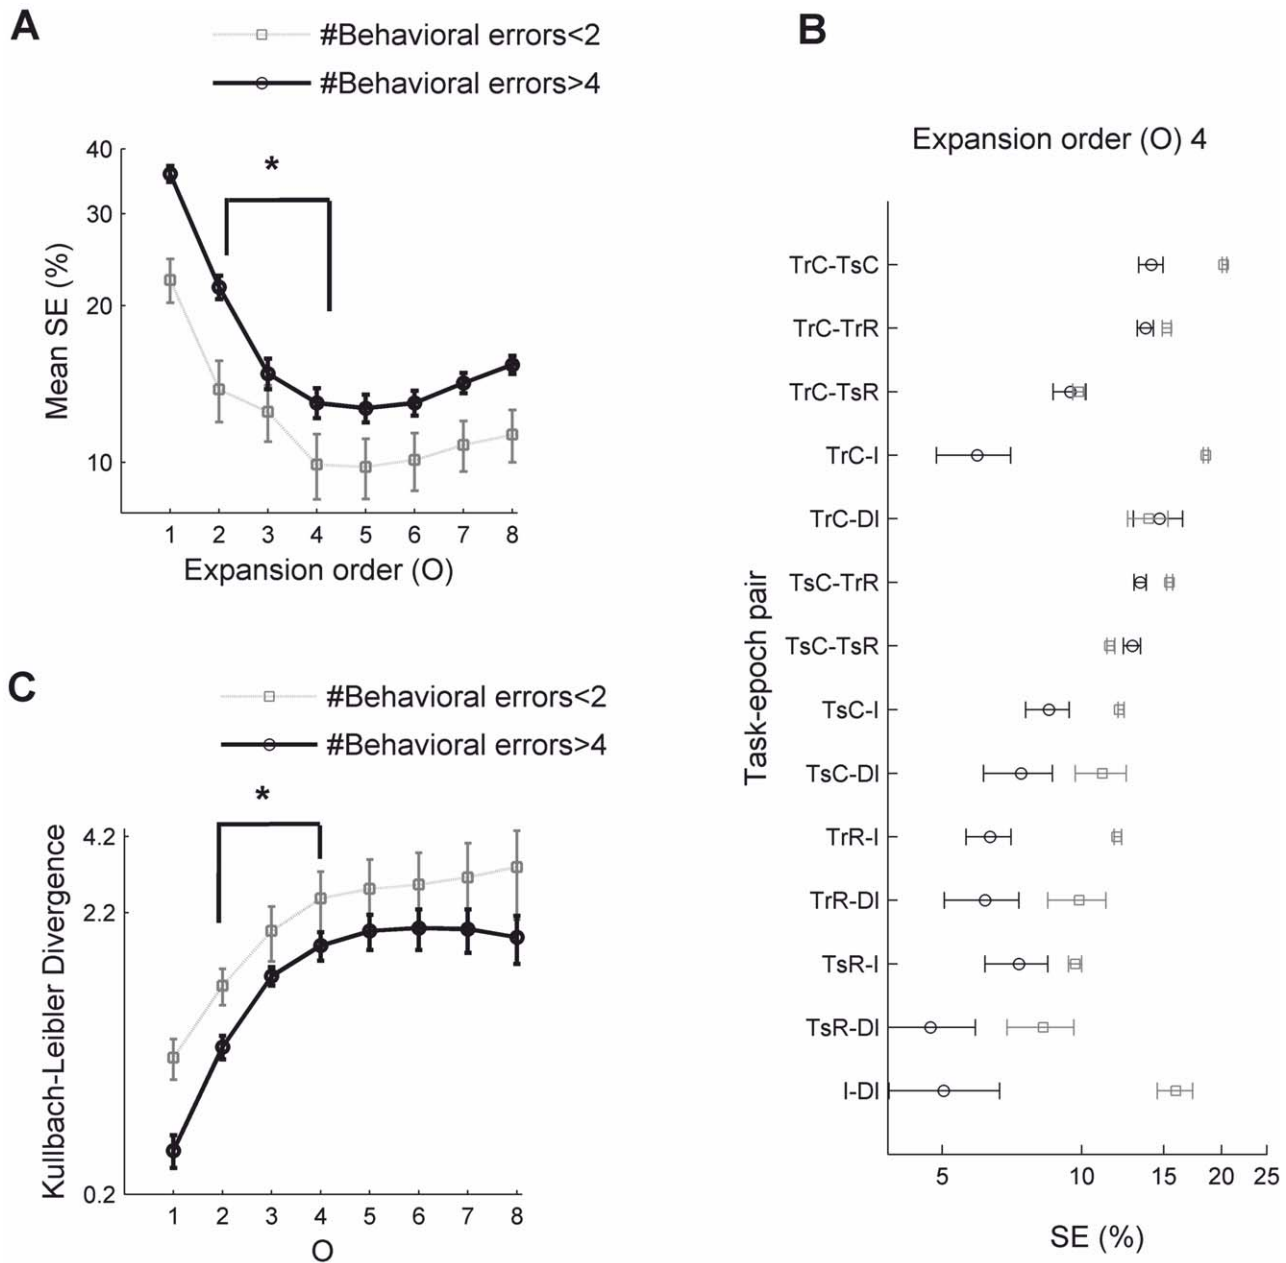 A
#Behavioral errors<2
#Behavioral errors>4
*
40
30
20
10
Mean SE (%)
1 2 3 4 5 6 7 8
Expansion order (O)
B
Expansion order (O) 4
TrC-TsC
TrC-TrR
TrC-TsR
TrC-I
TrC-DI
TsC-TrR
TsC-TsR
TsC-I
TsC-DI
TrR-I
TrR-DI
TsR-I
TsR-DI
I-DI
Task-epoch pair
5 10 15 20 25
SE (%)
C
#Behavioral errors<2
#Behavioral errors>4
*
4.2
2.2
0.2
Kullbach-Leibler Divergence
1 2 3 4 5 6 7 8
O